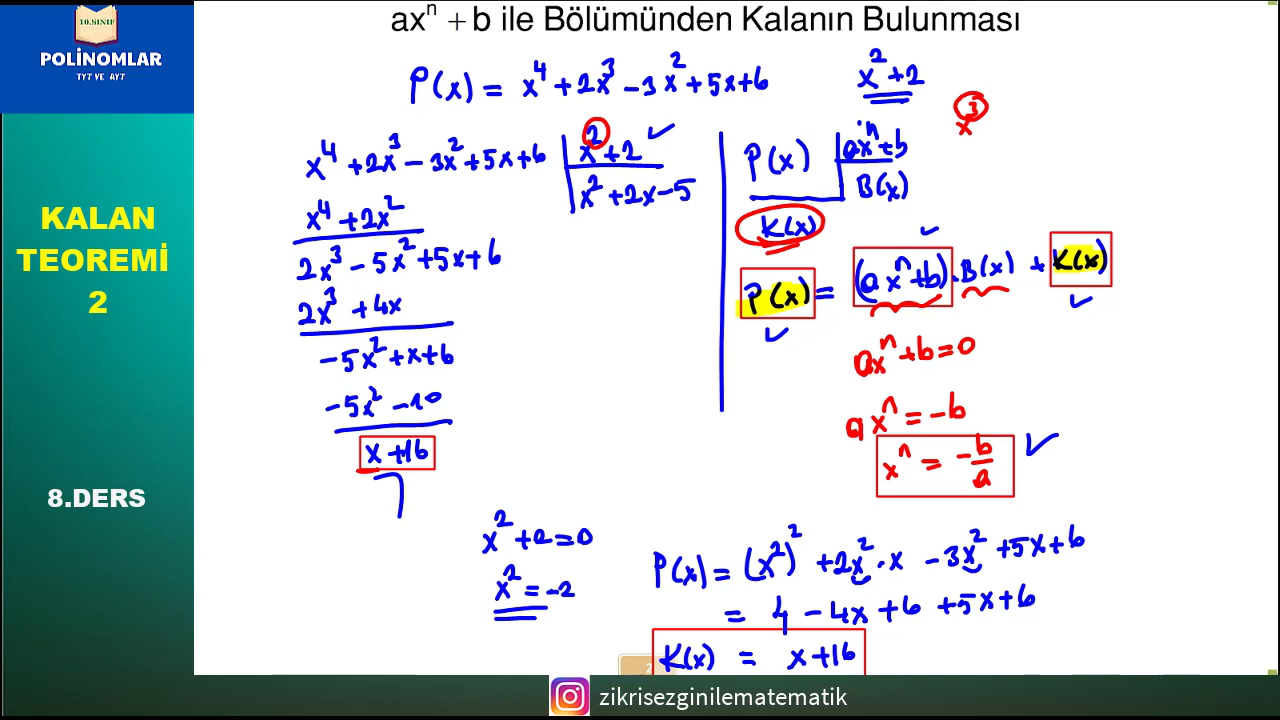 10.SINIF
POLİNOMLAR
TYT VE AYT
KALAN
TEOREMİ
2
8.DERS
axⁿ + b ile Bölümünden Kalanın Bulunması
P(x) = x⁴ + 2x³ - 3x² + 5x + 6
x² + 2
x³
x⁴ + 2x³ - 3x² + 5x + 6 | x² + 2 ✓
x² + 2x - 5
x⁴ + 2x²
2x³ - 5x² + 5x + 6
2x³ + 4x
-5x² + x + 6
-5x² - 10
x + 16
P(x) | axⁿ + b
B(x)
K(x)
P(x) = (axⁿ + b) . B(x) + K(x)
axⁿ + b = 0
axⁿ = -b
xⁿ = -b/a ✓
x² + 2 = 0
x² = -2
P(x) = (x²)² + 2x² . x - 3x² + 5x + 6
= 4 - 4x + 6 + 5x + 6
K(x) = x + 16
2
zikrisezginilematematik